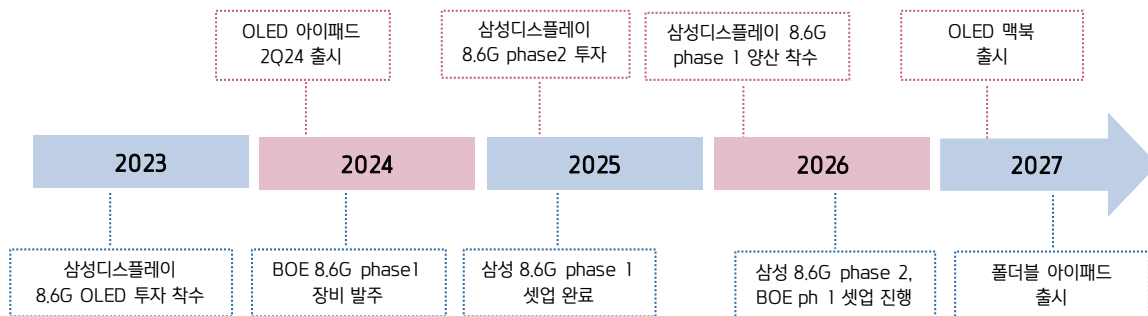 OLED 아이패드
2Q24 출시
삼성디스플레이
8.6G phase2 투자
삼성디스플레이 8.6G
phase 1 양산 착수
OLED 맥북
출시
2023
2024
2025
2026
2027
삼성디스플레이
8.6G OLED 투자 착수
BOE 8.6G phase1
장비 발주
삼성 8.6G phase 1
셋업 완료
삼성 8.6G phase 2,
BOE ph 1 셋업 진행
폴더블 아이패드
출시